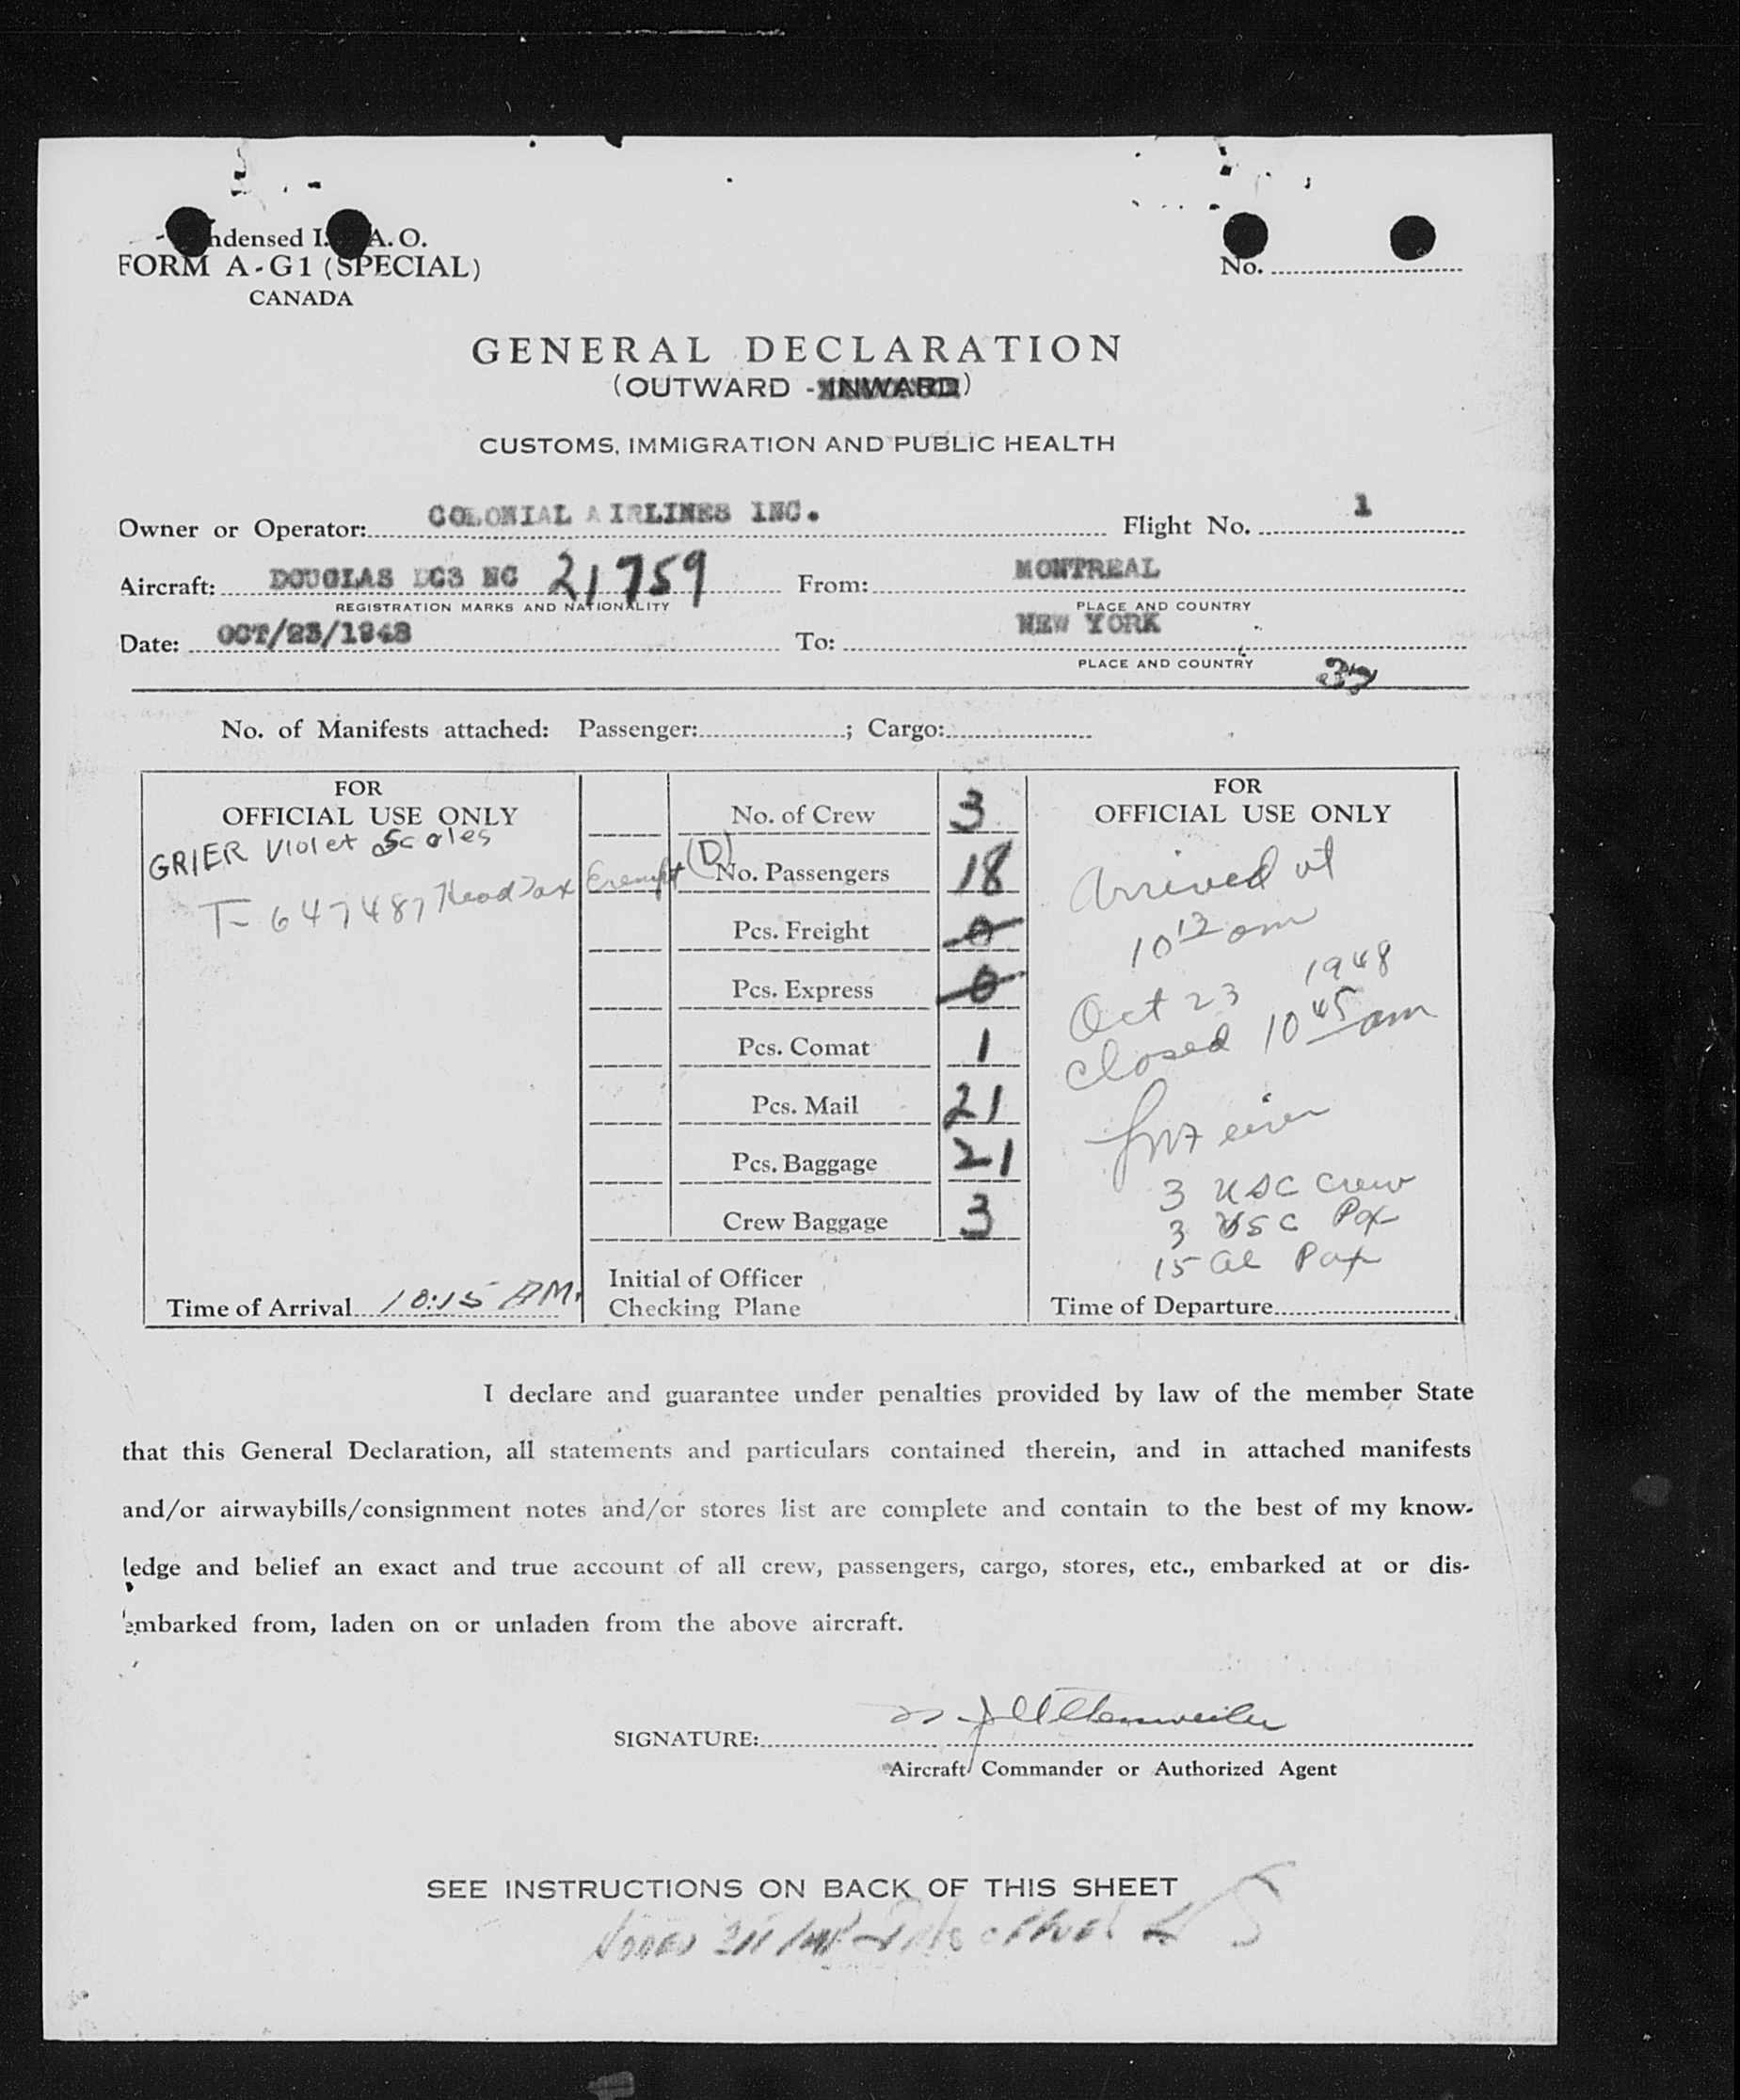 ndensed I. A. O.
FORM A-G1 (SPECIAL)
CANADA
No.
GENERAL DECLARATION
(OUTWARD - INWARD)
CUSTOMS, IMMIGRATION AND PUBLIC HEALTH
Owner or Operator: COLONIAL AIRLINES INC. Flight No. 1
Aircraft: DOUGLAS DC3 NC 21759 From: MONTREAL
REGISTRATION MARKS AND NATIONALITY PLACE AND COUNTRY
Date: OCT/23/1948 To: NEW YORK
PLACE AND COUNTRY
No. of Manifests attached: Passenger: ; Cargo:
FOR
OFFICIAL USE ONLY
GRIER Violet Scales
T-647487 Head Tax Exempt (D)
Time of Arrival 10:15 AM.
No. of Crew 3
No. Passengers 18
Pcs. Freight 0
Pcs. Express 0
Pcs. Comat 1
Pcs. Mail 21
Pcs. Baggage 21
Crew Baggage 3
Initial of Officer
Checking Plane
FOR
OFFICIAL USE ONLY
Arrived at
10 12 am
Oct 23 1948
Closed 10 45 am
3 USC Crew
3 USC Pax
15 Al Pax
Time of Departure
I declare and guarantee under penalties provided by law of the member State
that this General Declaration, all statements and particulars contained therein, and in attached manifests
and/or airwaybills/consignment notes and/or stores list are complete and contain to the best of my know-
ledge and belief an exact and true account of all crew, passengers, cargo, stores, etc., embarked at or dis-
embarked from, laden on or unladen from the above aircraft.
SIGNATURE:
Aircraft Commander or Authorized Agent
SEE INSTRUCTIONS ON BACK OF THIS SHEET